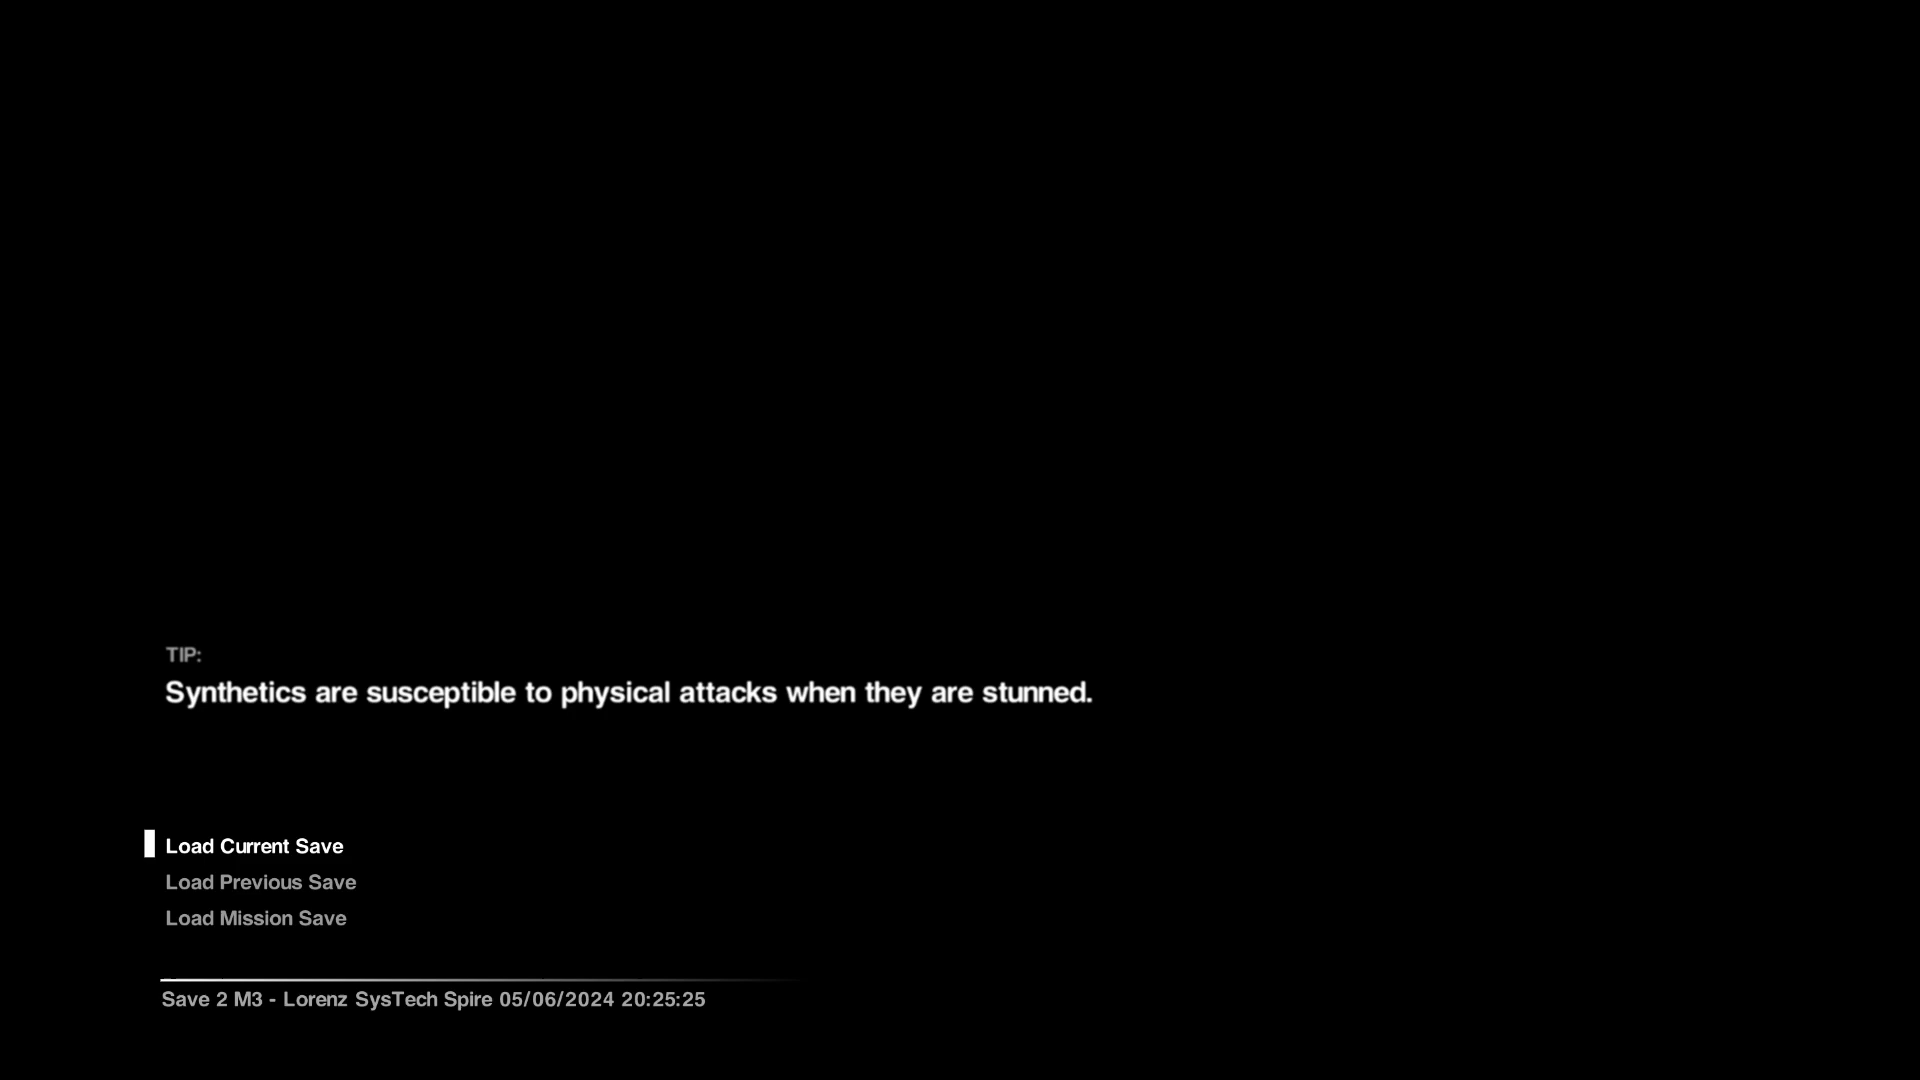 TIP:
Synthetics are susceptible to physical attacks when they are stunned.
Load Current Save
Load Previous Save
Load Mission Save
Save 2 M3 - Lorenz SysTech Spire 05/06/2024 20:25:25